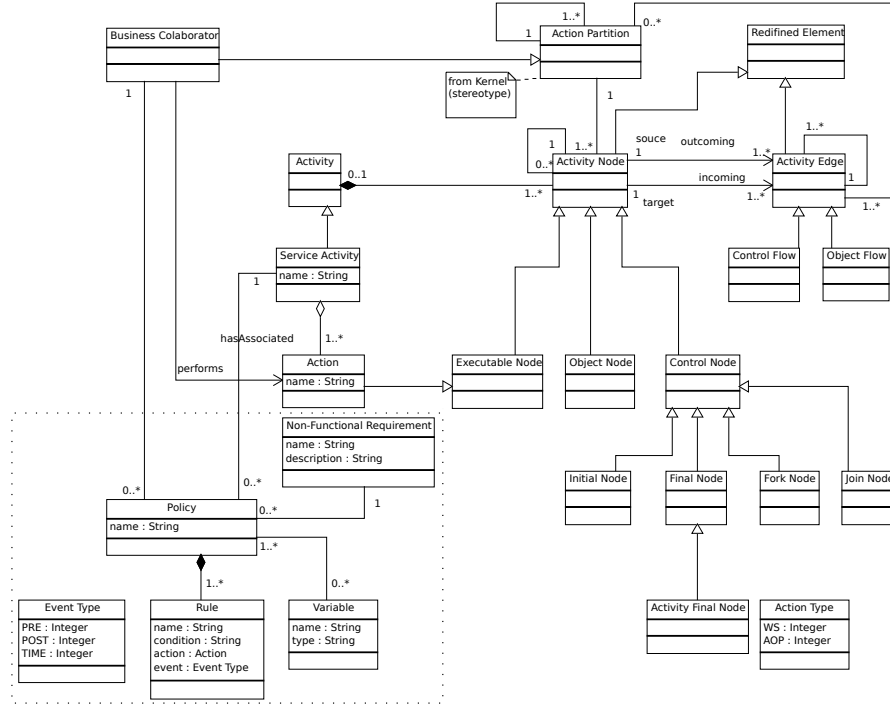 1..*
0..*
Business Colaborator
Action Partition
Redifined Element
1
from Kernel
(stereotype)
1
1
1..*
souce
outcoming
1
1..*
0..*
1
1..*
Activity
Activity Node
Activity Edge
0..1
incoming
1
1..*
1
target
1..*
1..*
Service Activity
name : String
Control Flow
Object Flow
1
hasAssociated
1..*
Action
name : String
performs
Executable Node
Object Node
Control Node
Non-Functional Requirement
name : String
description : String
Initial Node
Final Node
Fork Node
Join Node
0..*
0..*
1
Policy
name : String
0..*
1..*
1..*
0..*
Event Type
PRE : Integer
POST : Integer
TIME : Integer
Rule
name : String
condition : String
action : Action
event : Event Type
Variable
name : String
type : String
Activity Final Node
Action Type
WS : Integer
AOP : Integer